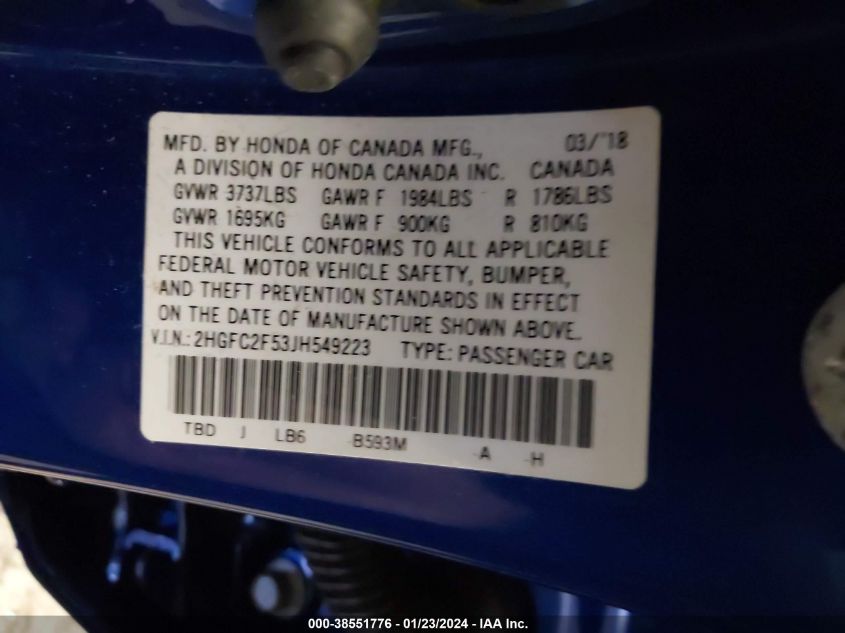 MFD. BY HONDA OF CANADA MFG., 03/'18
A DIVISION OF HONDA CANADA INC. CANADA
GVWR 3737LBS GAWR F 1984LBS R 1786LBS
GVWR 1695KG GAWR F 900KG R 810KG
THIS VEHICLE CONFORMS TO ALL APPLICABLE
FEDERAL MOTOR VEHICLE SAFETY, BUMPER,
AND THEFT PREVENTION STANDARDS IN EFFECT
ON THE DATE OF MANUFACTURE SHOWN ABOVE.
V.I.N.: 2HGFC2F53JH549223 TYPE: PASSENGER CAR
TBD J LB6 -B593M -A -H
000-38551776 - 01/23/2024 - IAA Inc.